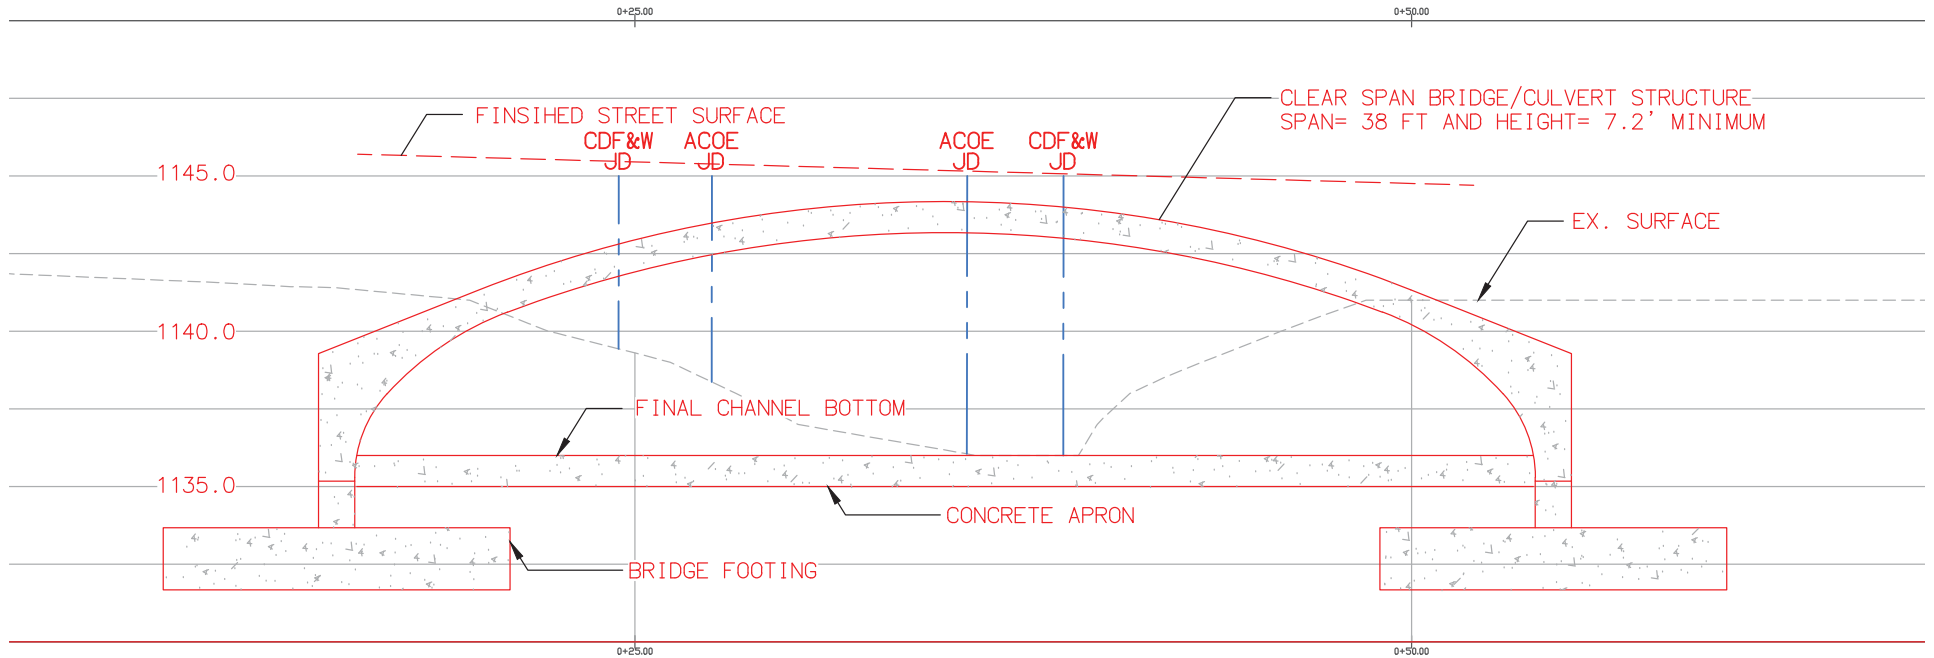 0+25.00
0+50.00
CLEAR SPAN BRIDGE/CULVERT STRUCTURE
SPAN= 38 FT AND HEIGHT= 7.2' MINIMUM
FINSIHED STREET SURFACE
CDF&W
JD
ACOE
JD
ACOE
JD
CDF&W
JD
1145.0
EX. SURFACE
1140.0
FINAL CHANNEL BOTTOM
1135.0
CONCRETE APRON
BRIDGE FOOTING
0+25.00
0+50.00